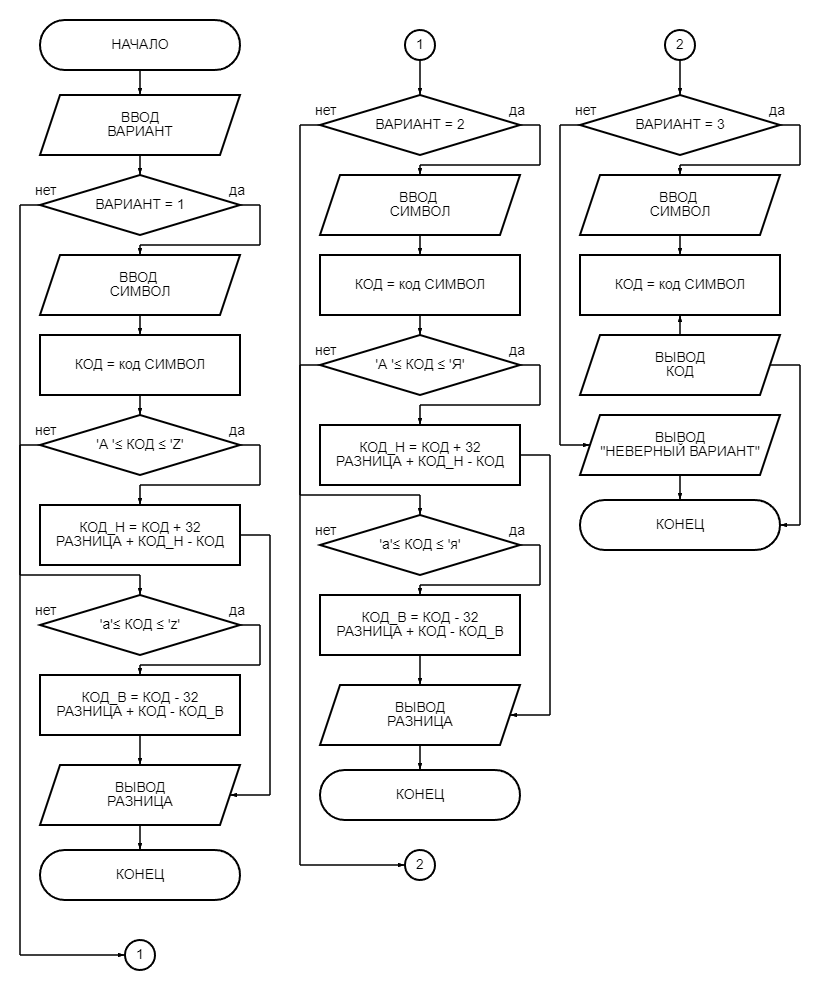 НАЧАЛО
ВВОД
ВАРИАНТ
нет
да
ВАРИАНТ = 1
ВВОД
СИМВОЛ
КОД = код СИМВОЛ
нет
да
'A '≤ КОД ≤ 'Z'
КОД_Н = КОД + 32
РАЗНИЦА + КОД_Н - КОД
нет
да
'a'≤ КОД ≤ 'z'
КОД_В = КОД - 32
РАЗНИЦА + КОД - КОД_В
ВЫВОД
РАЗНИЦА
КОНЕЦ
1
1
нет
да
ВАРИАНТ = 2
ВВОД
СИМВОЛ
КОД = код СИМВОЛ
нет
да
'А '≤ КОД ≤ 'Я'
КОД_Н = КОД + 32
РАЗНИЦА + КОД_Н - КОД
нет
да
'а'≤ КОД ≤ 'я'
КОД_В = КОД - 32
РАЗНИЦА + КОД - КОД_В
ВЫВОД
РАЗНИЦА
КОНЕЦ
2
2
нет
да
ВАРИАНТ = 3
ВВОД
СИМВОЛ
КОД = код СИМВОЛ
ВЫВОД
КОД
ВЫВОД
"НЕВЕРНЫЙ ВАРИАНТ"
КОНЕЦ